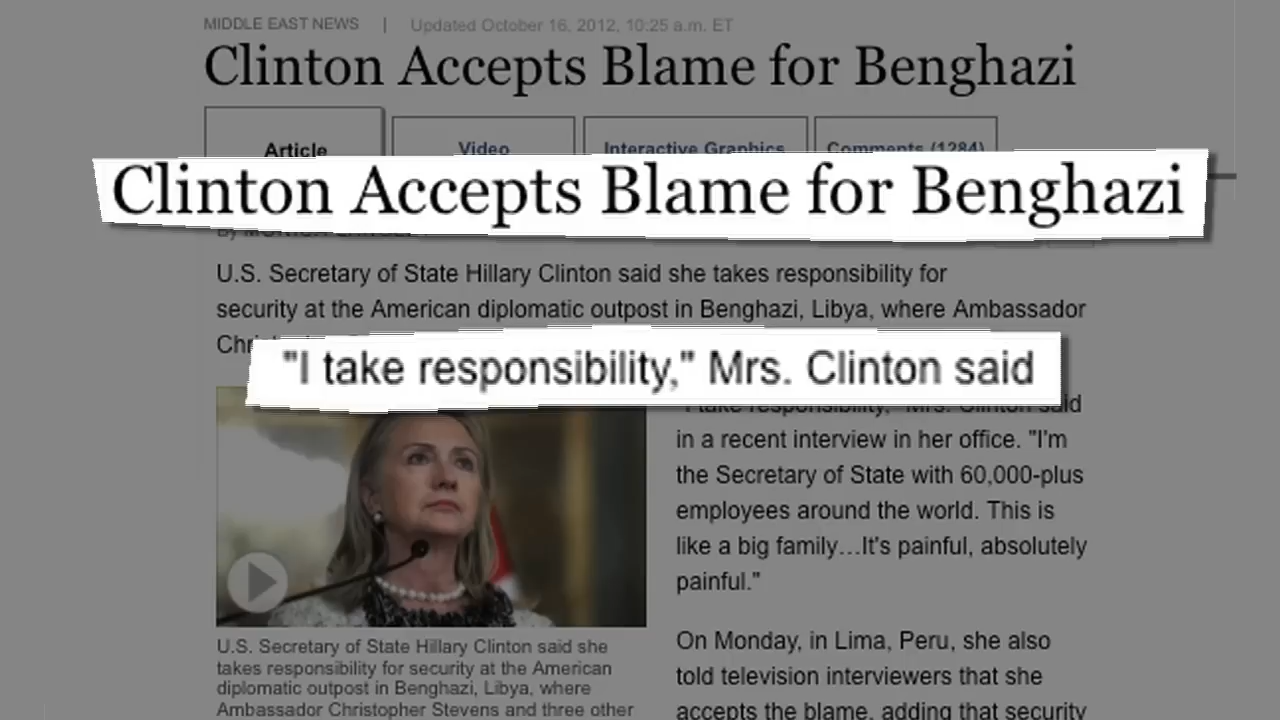 MIDDLE EAST NEWS | Updated October 16, 2012, 10:25 a.m. ET
Clinton Accepts Blame for Benghazi
Article Video Interactive Graphics Comments (1284)
Clinton Accepts Blame for Benghazi
By
U.S. Secretary of State Hillary Clinton said she takes responsibility for
security at the American diplomatic outpost in Benghazi, Libya, where Ambassador
"I take responsibility," Mrs. Clinton said
"I take responsibility," Mrs. Clinton said
in a recent interview in her office. "I'm
the Secretary of State with 60,000-plus
employees around the world. This is
like a big family…It's painful, absolutely
painful."
On Monday, in Lima, Peru, she also
told television interviewers that she
accepts the blame, adding that security
U.S. Secretary of State Hillary Clinton said she
takes responsibility for security at the American
diplomatic outpost in Benghazi, Libya, where
Ambassador Christopher Stevens and three other